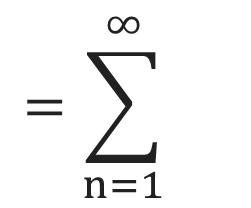 ∞
= ∑
n=1